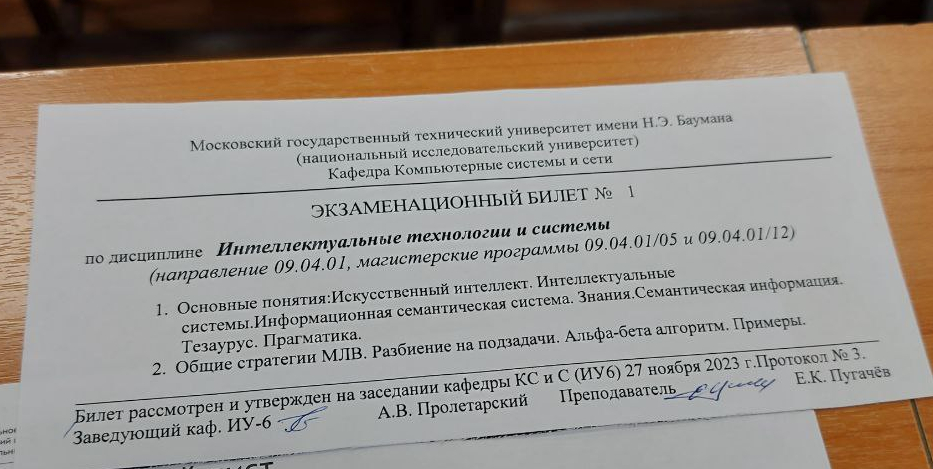 Московский государственный технический университет имени Н.Э. Баумана
(национальный исследовательский университет)
Кафедра Компьютерные системы и сети
ЭКЗАМЕНАЦИОННЫЙ БИЛЕТ № 1
по дисциплине Интеллектуальные технологии и системы
(направление 09.04.01, магистерские программы 09.04.01/05 и 09.04.01/12)
1. Основные понятия:Искусственный интеллект. Интеллектуальные
системы.Информационная семантическая система. Знания.Семантическая информация.
Тезаурус. Прагматика.
2. Общие стратегии МЛВ. Разбиение на подзадачи. Альфа-бета алгоритм. Примеры.
Билет рассмотрен и утвержден на заседании кафедры КС и С (ИУ6) 27 ноября 2023 г.Протокол № 3.
Заведующий каф. ИУ-6 А.В. Пролетарский Преподаватель Е.К. Пугачёв